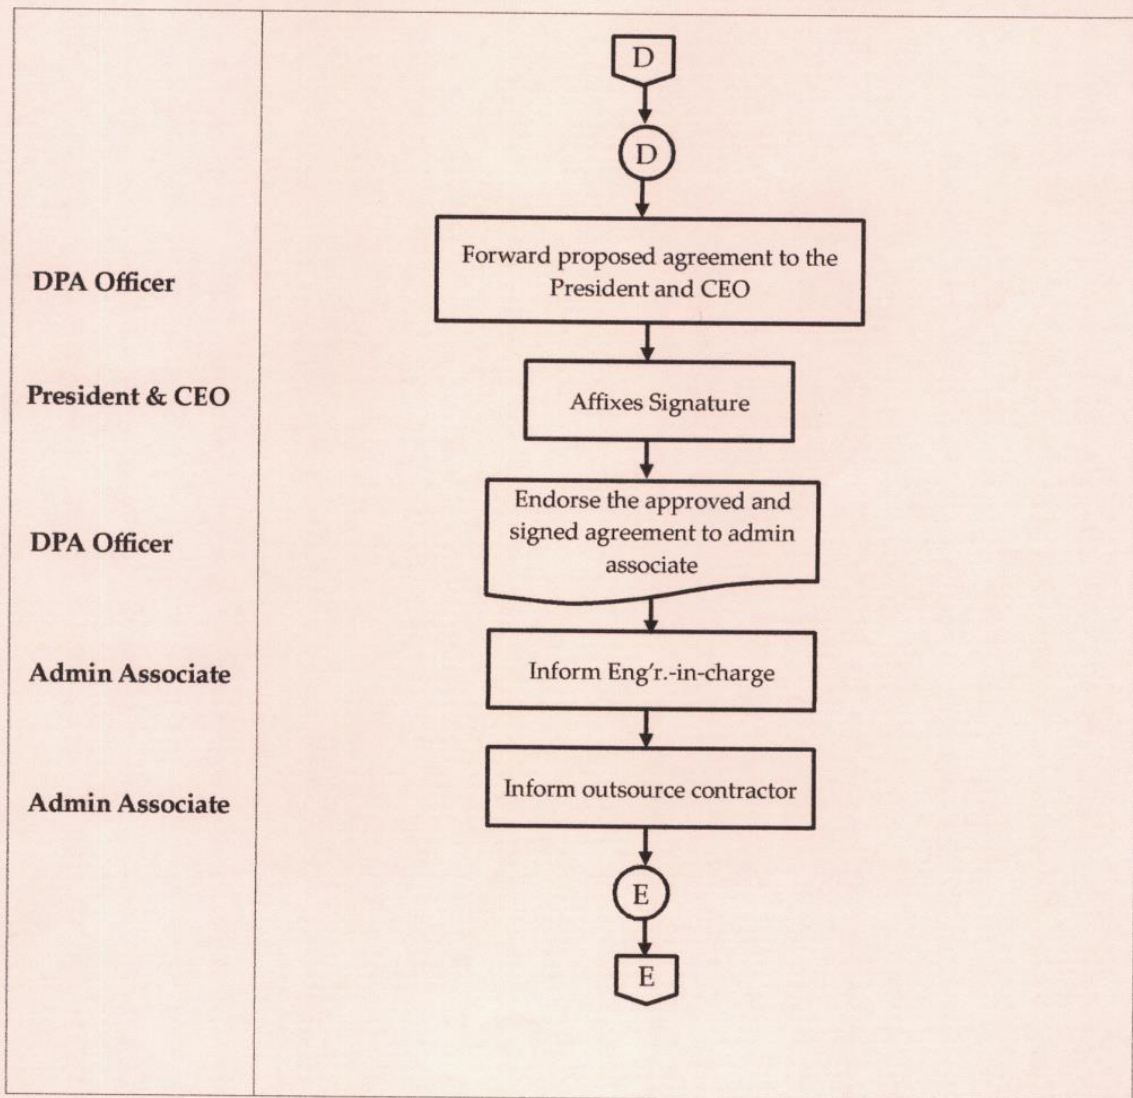 D
D
DPA Officer
Forward proposed agreement to the
President and CEO
President & CEO
Affixes Signature
DPA Officer
Endorse the approved and
signed agreement to admin
associate
Admin Associate
Inform Eng'r.-in-charge
Admin Associate
Inform outsource contractor
E
E